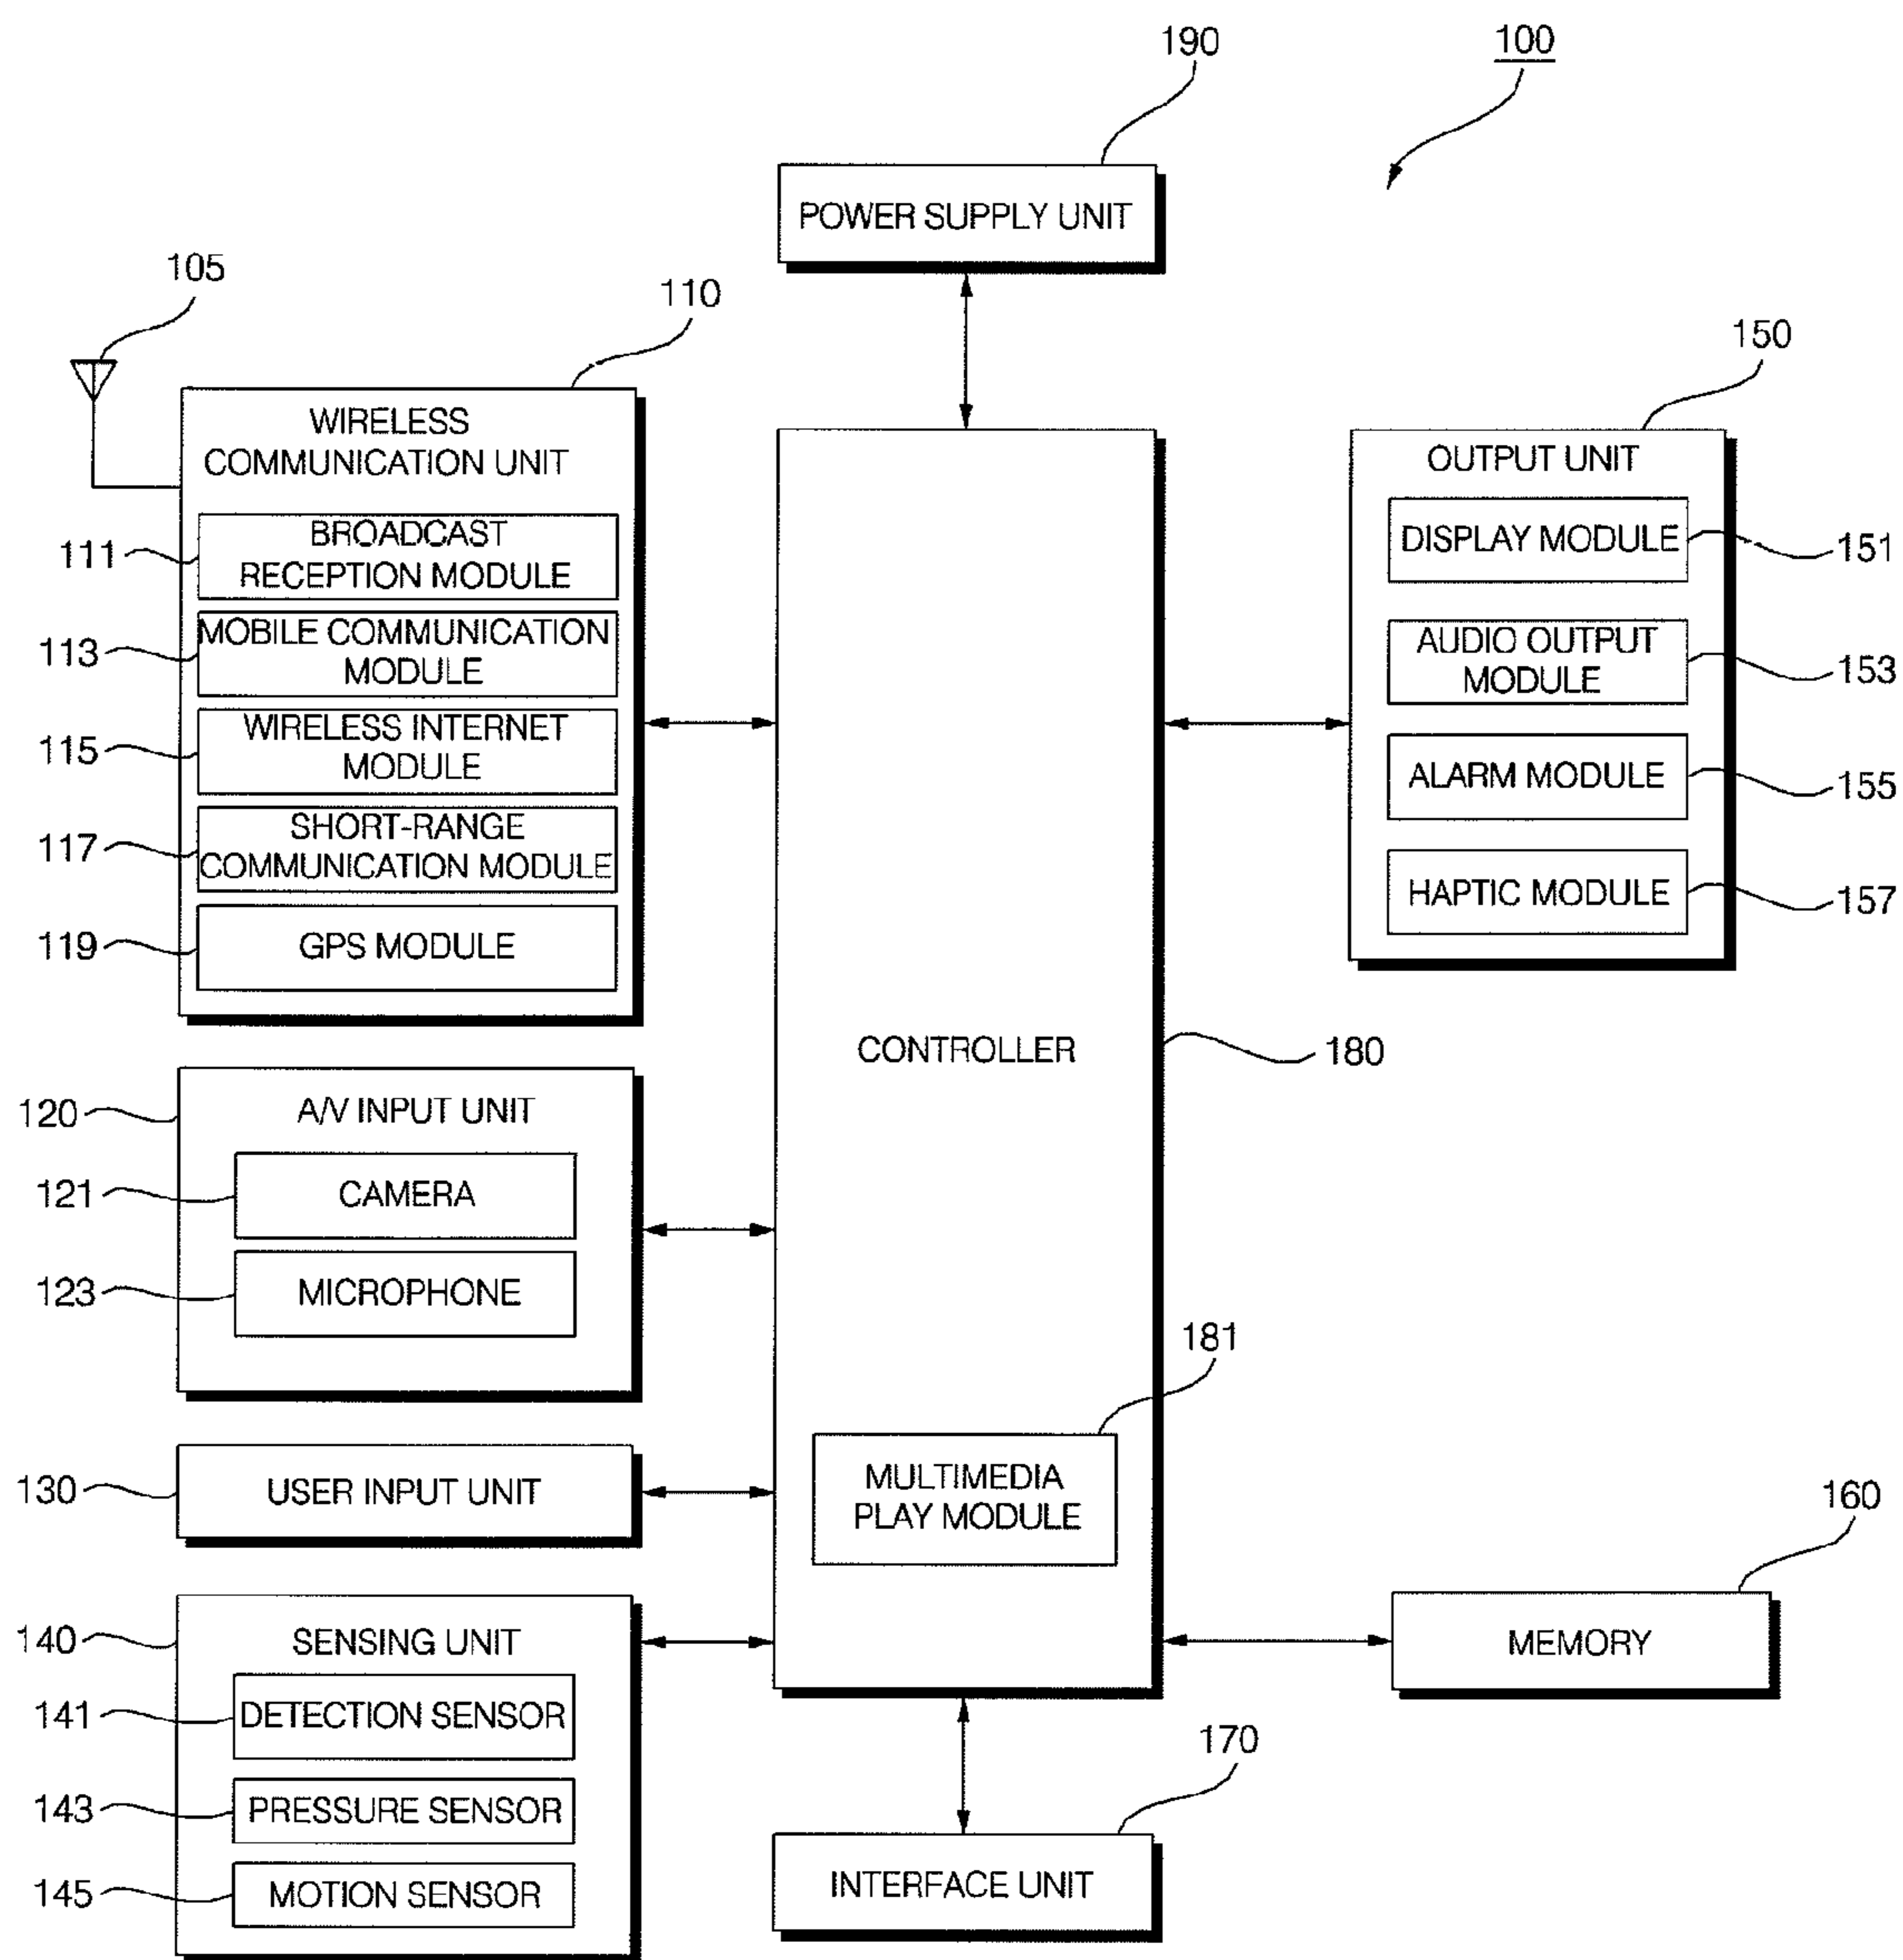 190
100
POWER SUPPLY UNIT
105
110
WIRELESS
COMMUNICATION UNIT
111
BROADCAST
RECEPTION MODULE
113
MOBILE COMMUNICATION
MODULE
115
WIRELESS INTERNET
MODULE
117
SHORT-RANGE
COMMUNICATION MODULE
119
GPS MODULE
150
OUTPUT UNIT
DISPLAY MODULE
151
AUDIO OUTPUT
MODULE
153
ALARM MODULE
155
HAPTIC MODULE
157
CONTROLLER
180
120
A/V INPUT UNIT
121
CAMERA
123
MICROPHONE
181
MULTIMEDIA
PLAY MODULE
130
USER INPUT UNIT
140
SENSING UNIT
141
DETECTION SENSOR
143
PRESSURE SENSOR
145
MOTION SENSOR
160
MEMORY
170
INTERFACE UNIT